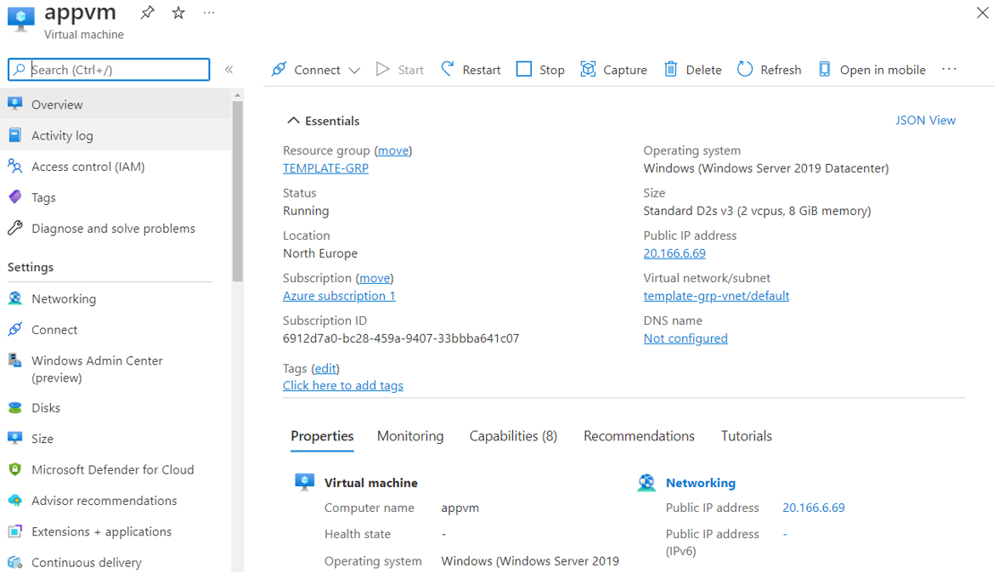 appvm
Virtual machine
Search (Ctrl+/)
Overview
Activity log
Access control (IAM)
Tags
Diagnose and solve problems
Settings
Networking
Connect
Windows Admin Center
(preview)
Disks
Size
Microsoft Defender for Cloud
Advisor recommendations
Extensions + applications
Continuous delivery
Connect Start Restart Stop Capture Delete Refresh Open in mobile
Essentials
JSON View
Resource group (move)
TEMPLATE-GRP
Status
Running
Location
North Europe
Subscription (move)
Azure subscription 1
Subscription ID
6912d7a0-bc28-459a-9407-33bbba641c07
Tags (edit)
Click here to add tags
Operating system
Windows (Windows Server 2019 Datacenter)
Size
Standard D2s v3 (2 vcpus, 8 GiB memory)
Public IP address
20.166.6.69
Virtual network/subnet
template-grp-vnet/default
DNS name
Not configured
Properties Monitoring Capabilities (8) Recommendations Tutorials
Virtual machine
Computer name appvm
Health state -
Operating system Windows (Windows Server 2019
Networking
Public IP address 20.166.6.69
Public IP address -
(IPv6)